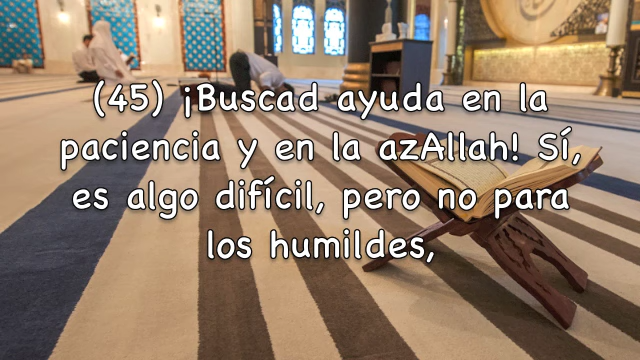 (45) ¡Buscad ayuda en la
paciencia y en la azAllah! Sí,
es algo difícil, pero no para
los humildes,